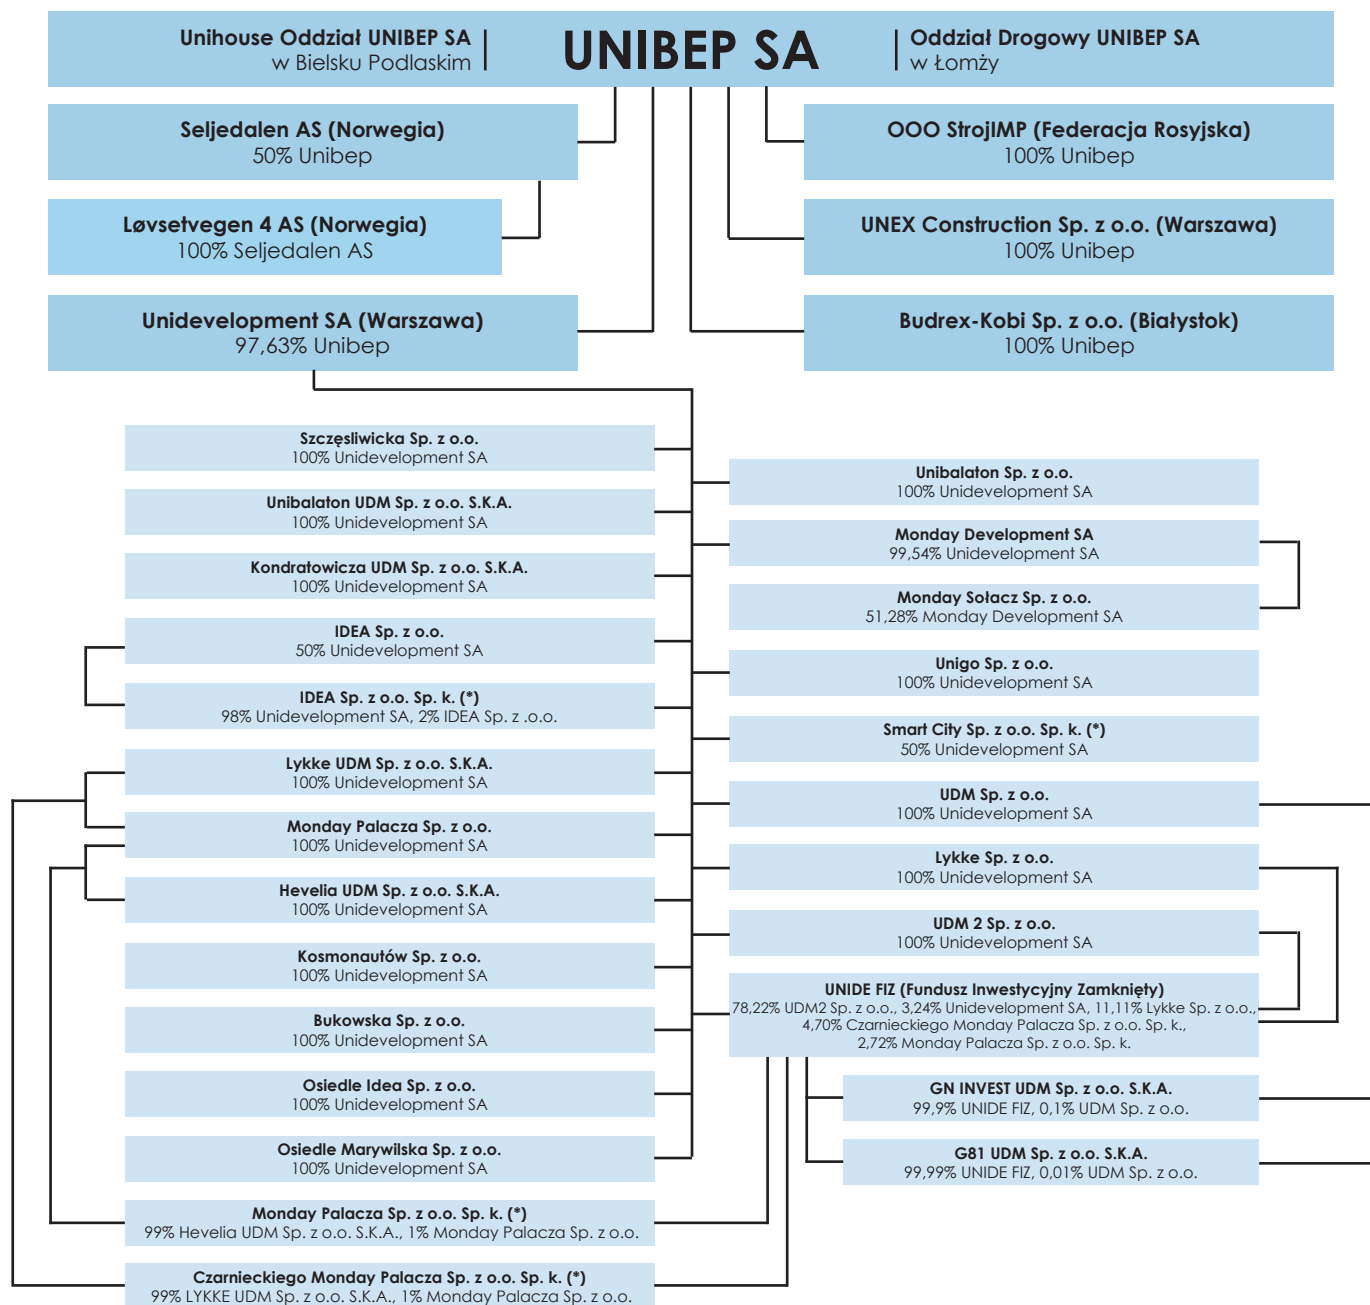 Unihouse Oddział UNIBEP SA
w Bielsku Podlaskim
UNIBEP SA
Oddział Drogowy UNIBEP SA
w Łomży
Seljedalen AS (Norwegia)
50% Unibep
OOO StrojIMP (Federacja Rosyjska)
100% Unibep
Løvsetvegen 4 AS (Norwegia)
100% Seljedalen AS
UNEX Construction Sp. z o.o. (Warszawa)
100% Unibep
Unidevelopment SA (Warszawa)
97,63% Unibep
Budrex-Kobi Sp. z o.o. (Białystok)
100% Unibep
Szczęsliwicka Sp. z o.o.
100% Unidevelopment SA
Unibalaton UDM Sp. z o.o. S.K.A.
100% Unidevelopment SA
Kondratowicza UDM Sp. z o.o. S.K.A.
100% Unidevelopment SA
IDEA Sp. z o.o.
50% Unidevelopment SA
IDEA Sp. z o.o. Sp. k. (*)
98% Unidevelopment SA, 2% IDEA Sp. z .o.o.
Lykke UDM Sp. z o.o. S.K.A.
100% Unidevelopment SA
Monday Palacza Sp. z o.o.
100% Unidevelopment SA
Hevelia UDM Sp. z o.o. S.K.A.
100% Unidevelopment SA
Kosmonautów Sp. z o.o.
100% Unidevelopment SA
Bukowska Sp. z o.o.
100% Unidevelopment SA
Osiedle Idea Sp. z o.o.
100% Unidevelopment SA
Osiedle Marywilska Sp. z o.o.
100% Unidevelopment SA
Monday Palacza Sp. z o.o. Sp. k. (*)
99% Hevelia UDM Sp. z o.o. S.K.A., 1% Monday Palacza Sp. z o.o.
Czarnieckiego Monday Palacza Sp. z o.o. Sp. k. (*)
99% LYKKE UDM Sp. z o.o. S.K.A., 1% Monday Palacza Sp. z o.o.
Unibalaton Sp. z o.o.
100% Unidevelopment SA
Monday Development SA
99,54% Unidevelopment SA
Monday Sołacz Sp. z o.o.
51,28% Monday Development SA
Unigo Sp. z o.o.
100% Unidevelopment SA
Smart City Sp. z o.o. Sp. k. (*)
50% Unidevelopment SA
UDM Sp. z o.o.
100% Unidevelopment SA
Lykke Sp. z o.o.
100% Unidevelopment SA
UDM 2 Sp. z o.o.
100% Unidevelopment SA
UNIDE FIZ (Fundusz Inwestycyjny Zamknięty)
78,22% UDM2 Sp. z o.o., 3,24% Unidevelopment SA, 11,11% Lykke Sp. z o.o.,
4,70% Czarnieckiego Monday Palacza Sp. z o.o. Sp. k.,
2,72% Monday Palacza Sp. z o.o. Sp. k.
GN INVEST UDM Sp. z o.o. S.K.A.
99,9% UNIDE FIZ, 0,1% UDM Sp. z o.o.
G81 UDM Sp. z o.o. S.K.A.
99,99% UNIDE FIZ, 0,01% UDM Sp. z o.o.